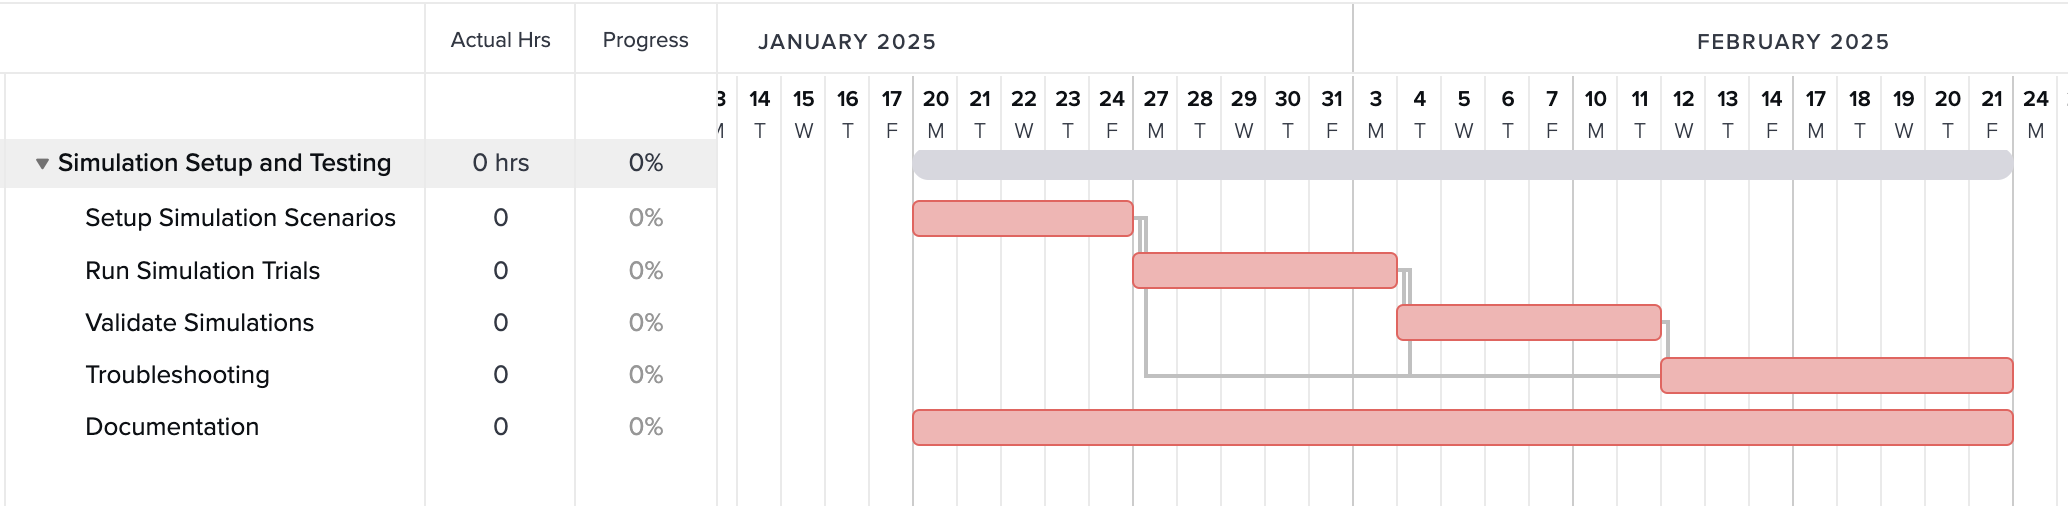 Actual Hrs Progress JANUARY 2025 FEBRUARY 2025
14 15 16 17 20 21 22 23 24 27 28 29 30 31 3 4 5 6 7 10 11 12 13 14 17 18 19 20 21 24
T W T F M T W T F M T W T F M T W T F M T W T F M T W T F M
Simulation Setup and Testing 0 hrs 0%
Setup Simulation Scenarios 0 0%
Run Simulation Trials 0 0%
Validate Simulations 0 0%
Troubleshooting 0 0%
Documentation 0 0%